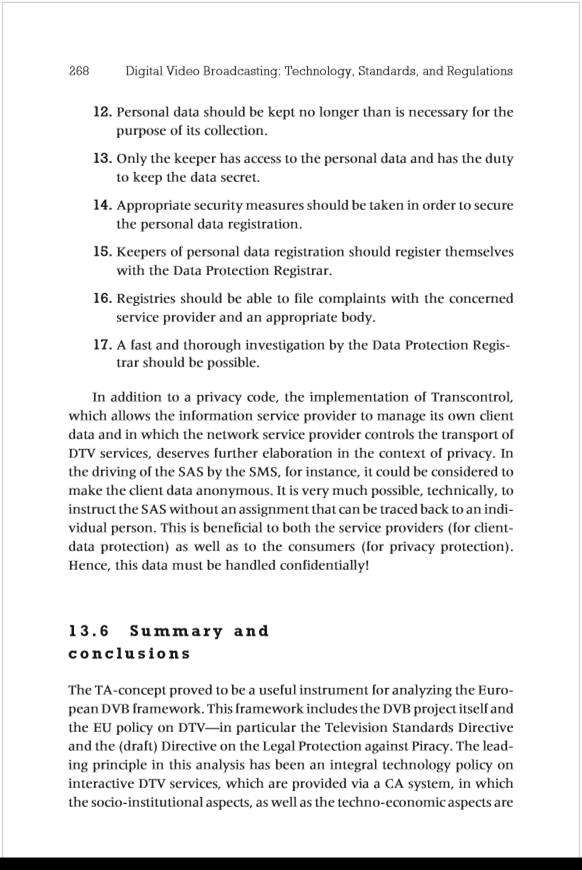 268 Digital Video Broadcasting: Technology, Standards, and Regulations
12. Personal data should be kept no longer than is necessary for the
purpose of its collection.
13. Only the keeper has access to the personal data and has the duty
to keep the data secret.
14. Appropriate security measures should be taken in order to secure
the personal data registration.
15. Keepers of personal data registration should register themselves
with the Data Protection Registrar.
16. Registries should be able to file complaints with the concerned
service provider and an appropriate body.
17. A fast and thorough investigation by the Data Protection Regis-
trar should be possible.
In addition to a privacy code, the implementation of Transcontrol,
which allows the information service provider to manage its own client
data and in which the network service provider controls the transport of
DTV services, deserves further elaboration in the context of privacy. In
the driving of the SAS by the SMS, for instance, it could be considered to
make the client data anonymous. It is very much possible, technically, to
instruct the SAS without an assignment that can be traced back to an indi-
vidual person. This is beneficial to both the service providers (for client-
data protection) as well as to the consumers (for privacy protection).
Hence, this data must be handled confidentially!
13.6 Summary and
conclusions
The TA-concept proved to be a useful instrument for analyzing the Euro-
pean DVB framework. This framework includes the DVB project itself and
the EU policy on DTV—in particular the Television Standards Directive
and the (draft) Directive on the Legal Protection against Piracy. The lead-
ing principle in this analysis has been an integral technology policy on
interactive DTV services, which are provided via a CA system, in which
the socio-institutional aspects, as well as the techno-economic aspects are